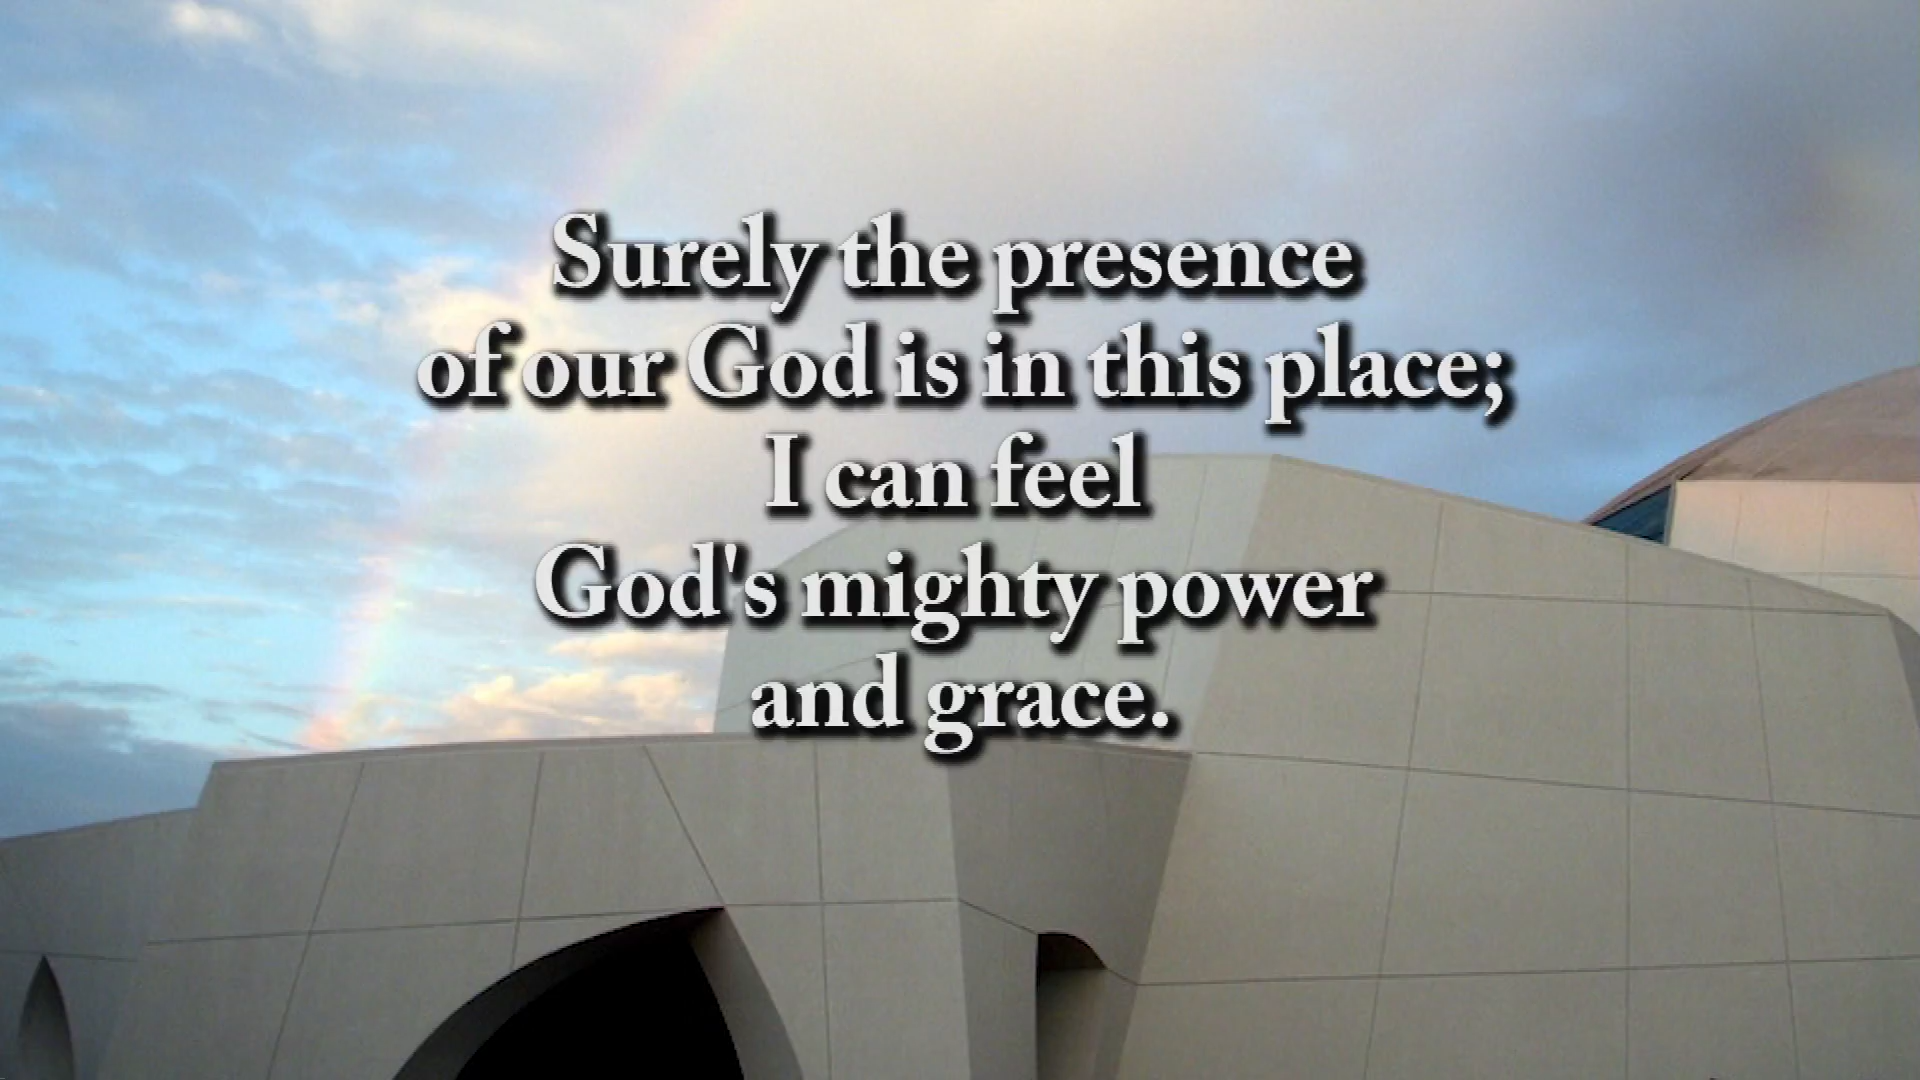 Surely the presence
of our God is in this place;
I can feel
God's mighty power
and grace.